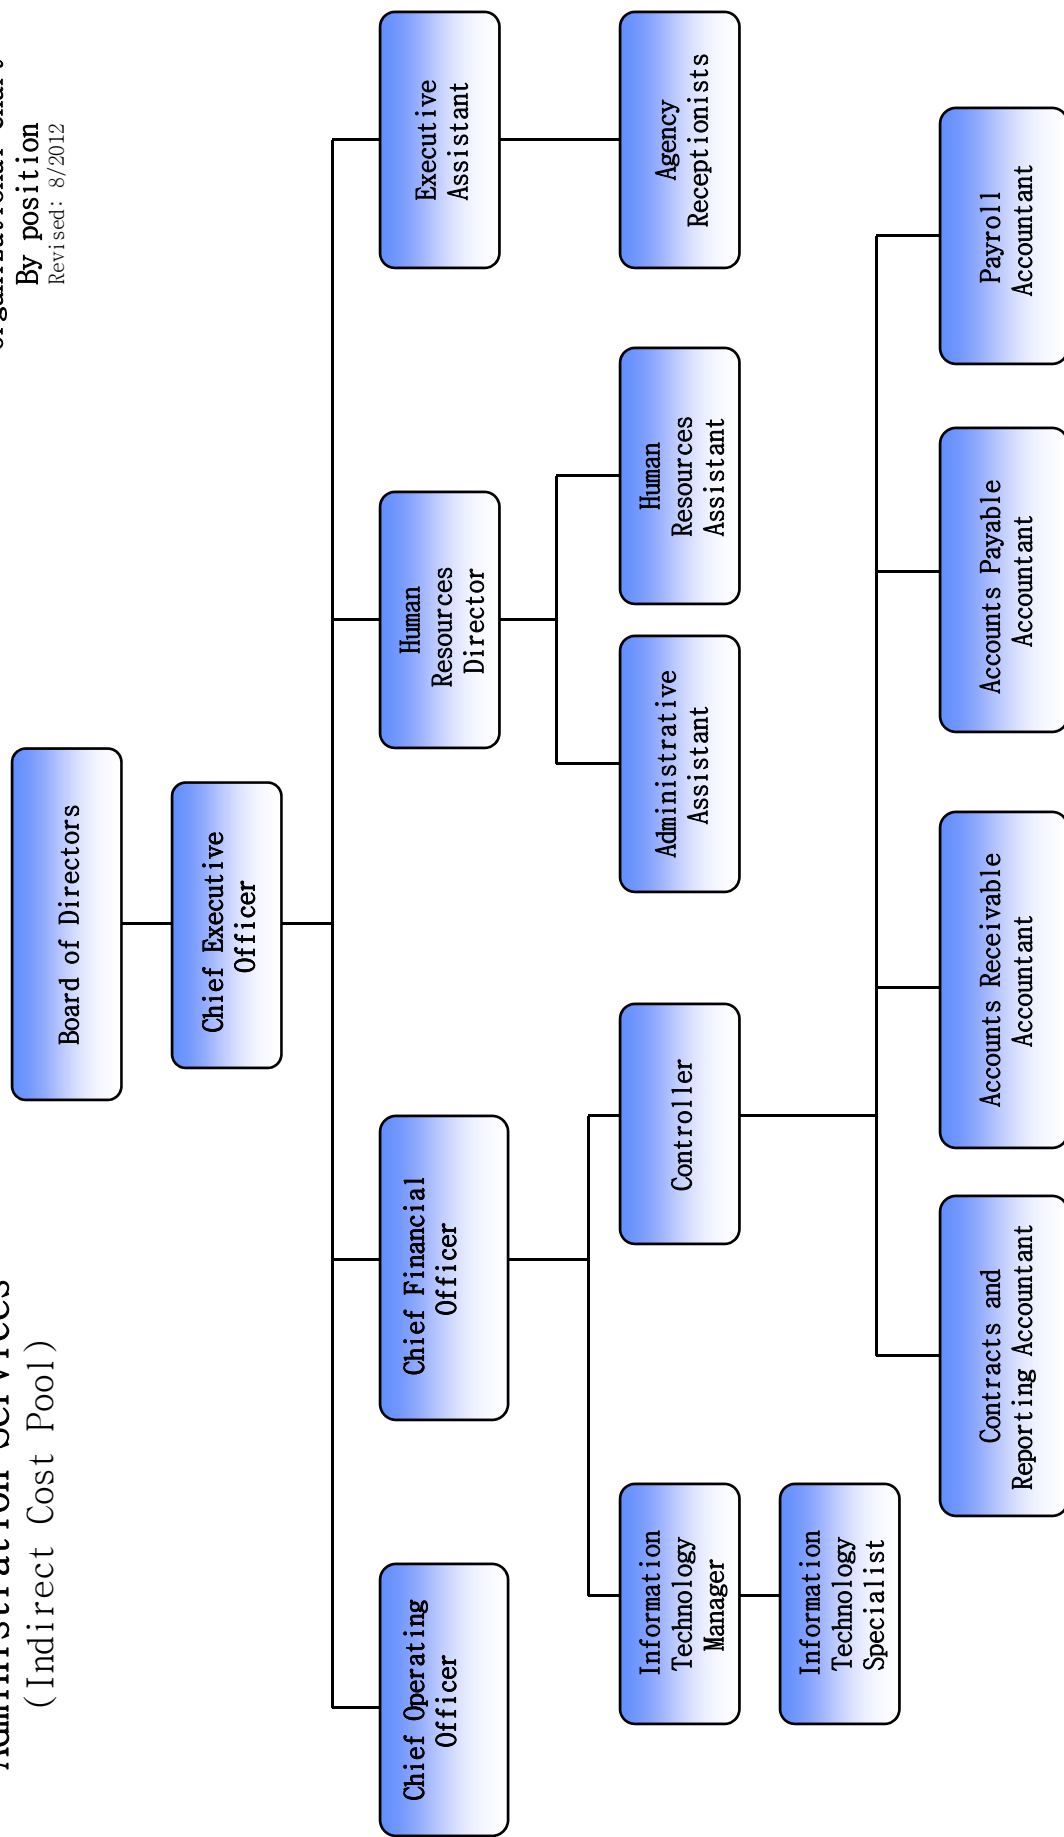 Administration Services
(Indirect Cost Pool)
organizational chart
By position
Revised: 8/2012
Board of Directors
Chief Executive
Officer
Chief Operating
Officer
Chief Financial
Officer
Human
Resources
Director
Executive
Assistant
Information
Technology
Manager
Controller
Administrative
Assistant
Human
Resources
Assistant
Agency
Receptionists
Information
Technology
Specialist
Contracts and
Reporting Accountant
Accounts Receivable
Accountant
Accounts Payable
Accountant
Payroll
Accountant